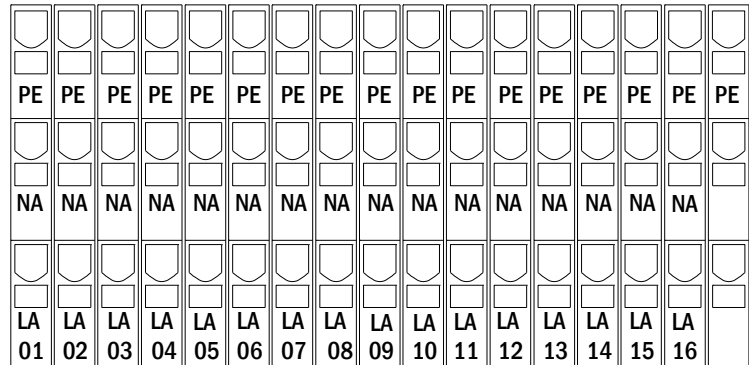 PE PE PE PE PE PE PE PE PE PE PE PE PE PE PE PE PE
NA NA NA NA NA NA NA NA NA NA NA NA NA NA NA NA
LA LA LA LA LA LA LA LA LA LA LA LA LA LA LA LA
01 02 03 04 05 06 07 08 09 10 11 12 13 14 15 16